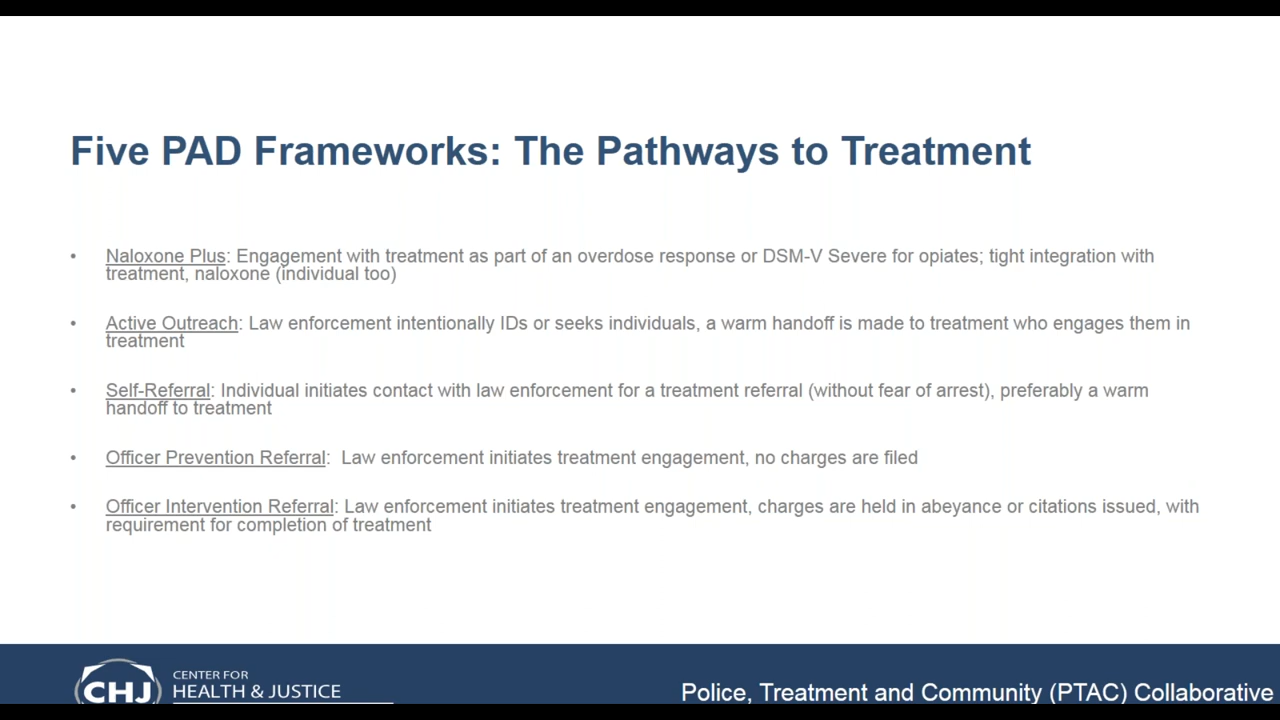 Five PAD Frameworks: The Pathways to Treatment
• Naloxone Plus: Engagement with treatment as part of an overdose response or DSM-V Severe for opiates; tight integration with
treatment, naloxone (individual too)
• Active Outreach: Law enforcement intentionally IDs or seeks individuals, a warm handoff is made to treatment who engages them in
treatment
• Self-Referral: Individual initiates contact with law enforcement for a treatment referral (without fear of arrest), preferably a warm
handoff to treatment
• Officer Prevention Referral:  Law enforcement initiates treatment engagement, no charges are filed
• Officer Intervention Referral: Law enforcement initiates treatment engagement, charges are held in abeyance or citations issued, with
requirement for completion of treatment
CHJ
CENTER FOR
HEALTH & JUSTICE
Police, Treatment and Community (PTAC) Collaborative